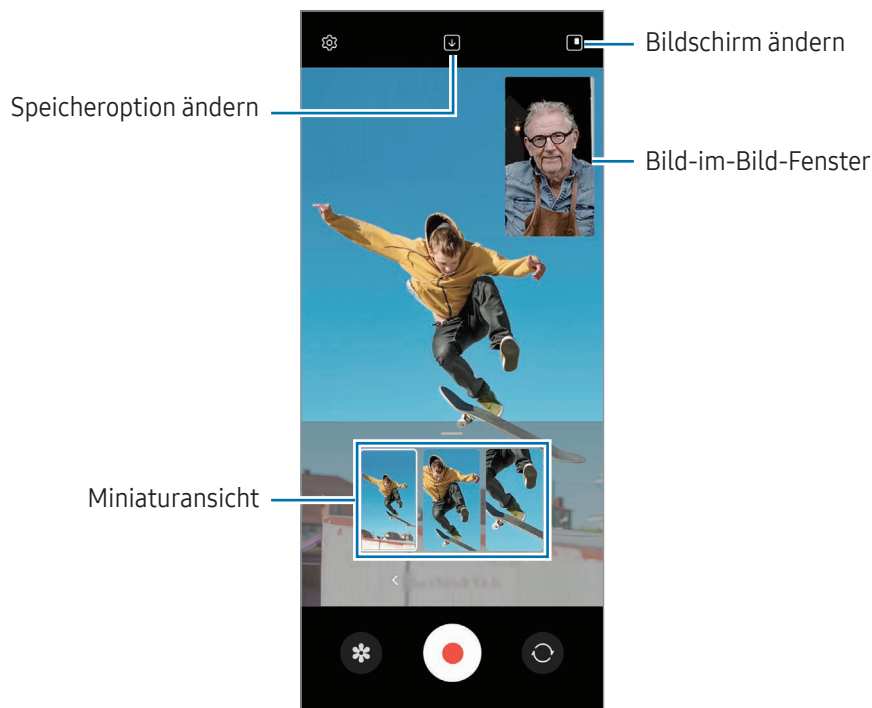 Bildschirm ändern
Speicheroption ändern
Bild-im-Bild-Fenster
Miniaturansicht